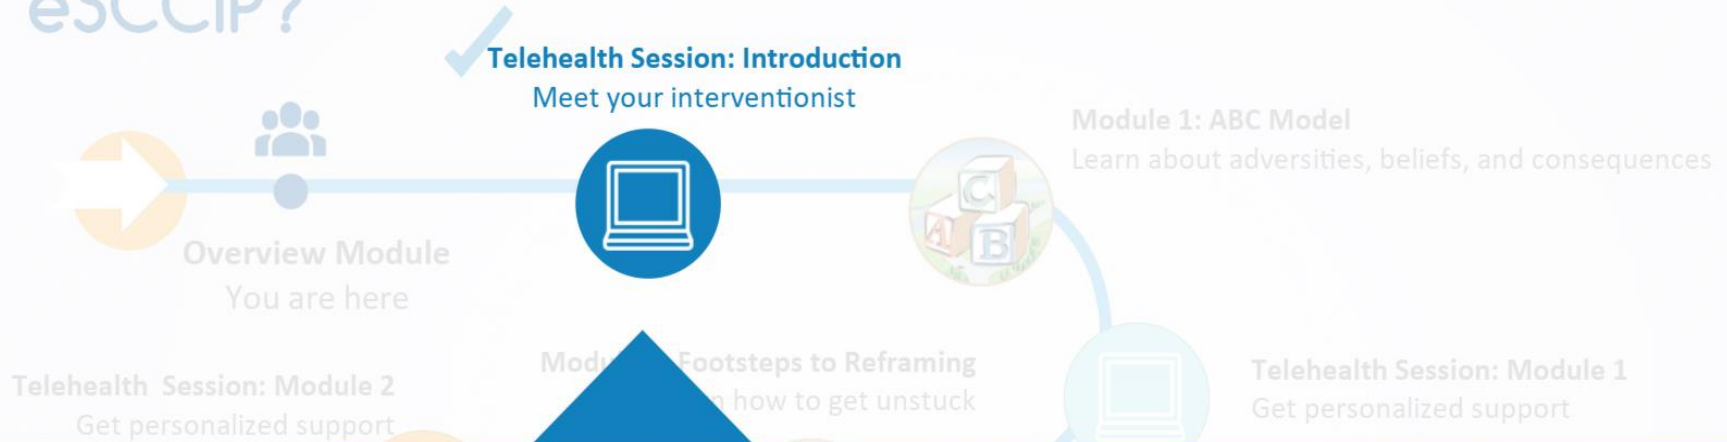 eSCCIP?
Telehealth Session: Introduction
Meet your interventionist
Module 1: ABC Model
Learn about adversities, beliefs, and consequences
C
A
B
Overview Module
You are here
Footsteps to Reframing
how to get unstuck
Telehealth Session: Module 1
Get personalized support
Telehealth Session: Module 2
Get personalized support